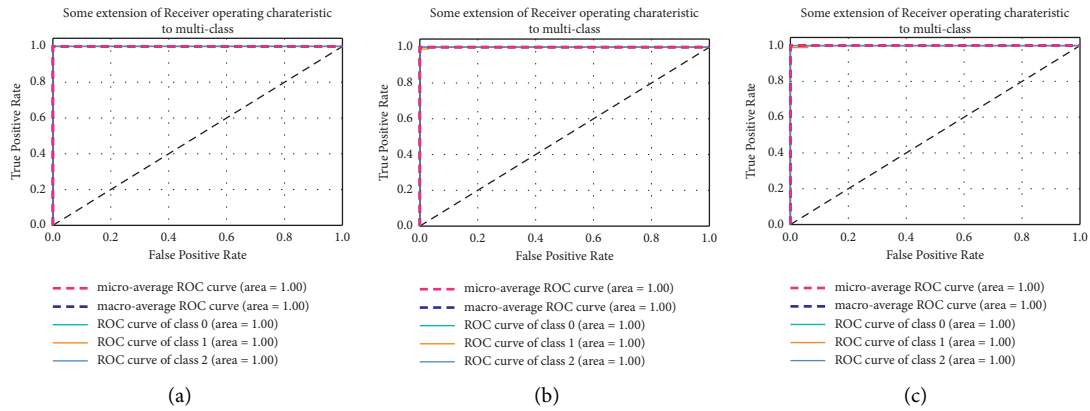 Some extension of Receiver operating charateristic
to multi-class
1.0
0.8
0.6
0.4
0.2
0.0
True Positive Rate
0.0 0.2 0.4 0.6 0.8 1.0
False Positive Rate
micro-average ROC curve (area = 1.00)
macro-average ROC curve (area = 1.00)
ROC curve of class 0 (area = 1.00)
ROC curve of class 1 (area = 1.00)
ROC curve of class 2 (area = 1.00)
(a)
Some extension of Receiver operating charateristic
to multi-class
1.0
0.8
0.6
0.4
0.2
0.0
True Positive Rate
0.0 0.2 0.4 0.6 0.8 1.0
False Positive Rate
micro-average ROC curve (area = 1.00)
macro-average ROC curve (area = 1.00)
ROC curve of class 0 (area = 1.00)
ROC curve of class 1 (area = 1.00)
ROC curve of class 2 (area = 1.00)
(b)
Some extension of Receiver operating charateristic
to multi-class
1.0
0.8
0.6
0.4
0.2
0.0
True Positive Rate
0.0 0.2 0.4 0.6 0.8 1.0
False Positive Rate
micro-average ROC curve (area = 1.00)
macro-average ROC curve (area = 1.00)
ROC curve of class 0 (area = 1.00)
ROC curve of class 1 (area = 1.00)
ROC curve of class 2 (area = 1.00)
(c)